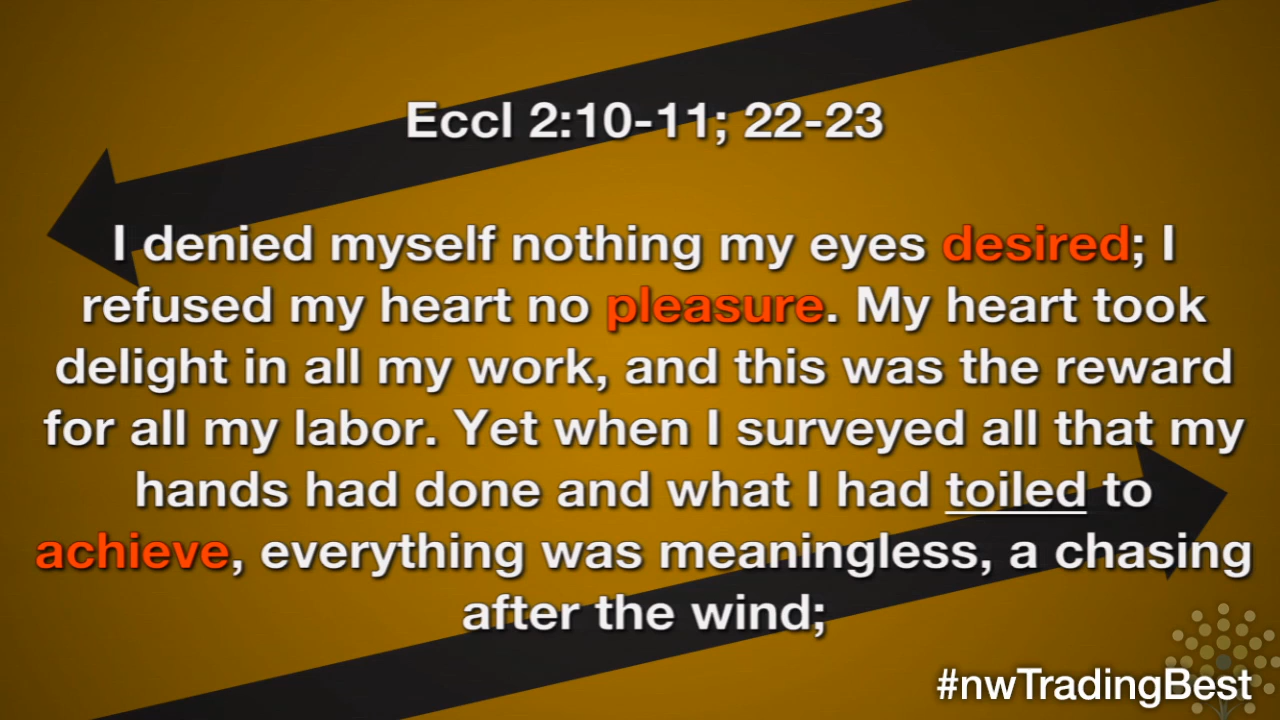 Eccl 2:10-11; 22-23
I denied myself nothing my eyes desired; I
refused my heart no pleasure. My heart took
delight in all my work, and this was the reward
for all my labor. Yet when I surveyed all that my
hands had done and what I had toiled to
achieve, everything was meaningless, a chasing
after the wind;
#nwTradingBest